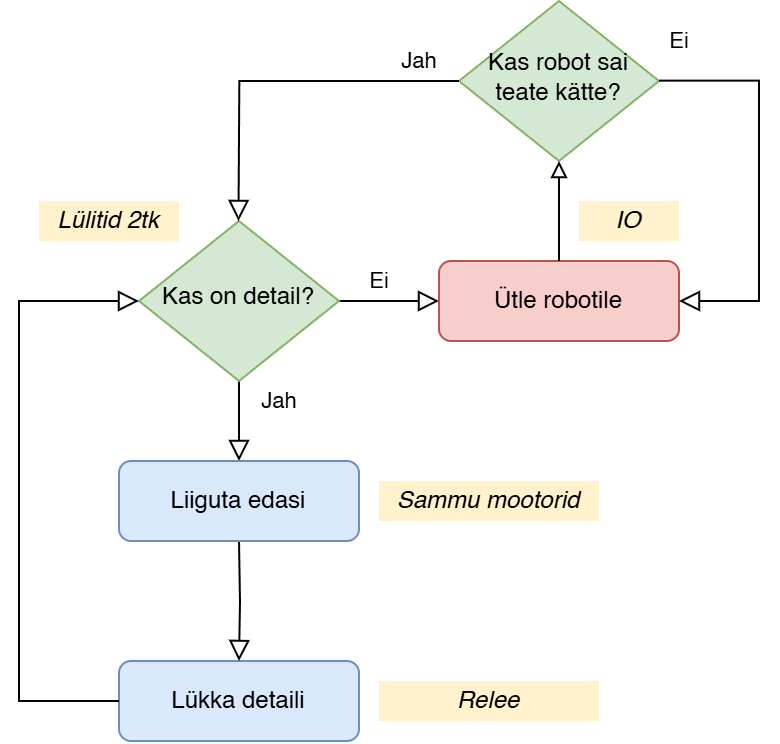 Jah
Ei
Kas robot sai
teate kätte?
Lülitid 2tk
IO
Kas on detail?
Ei
Ütle robotile
Jah
Liiguta edasi
Sammu mootorid
Lükka detaili
Relee